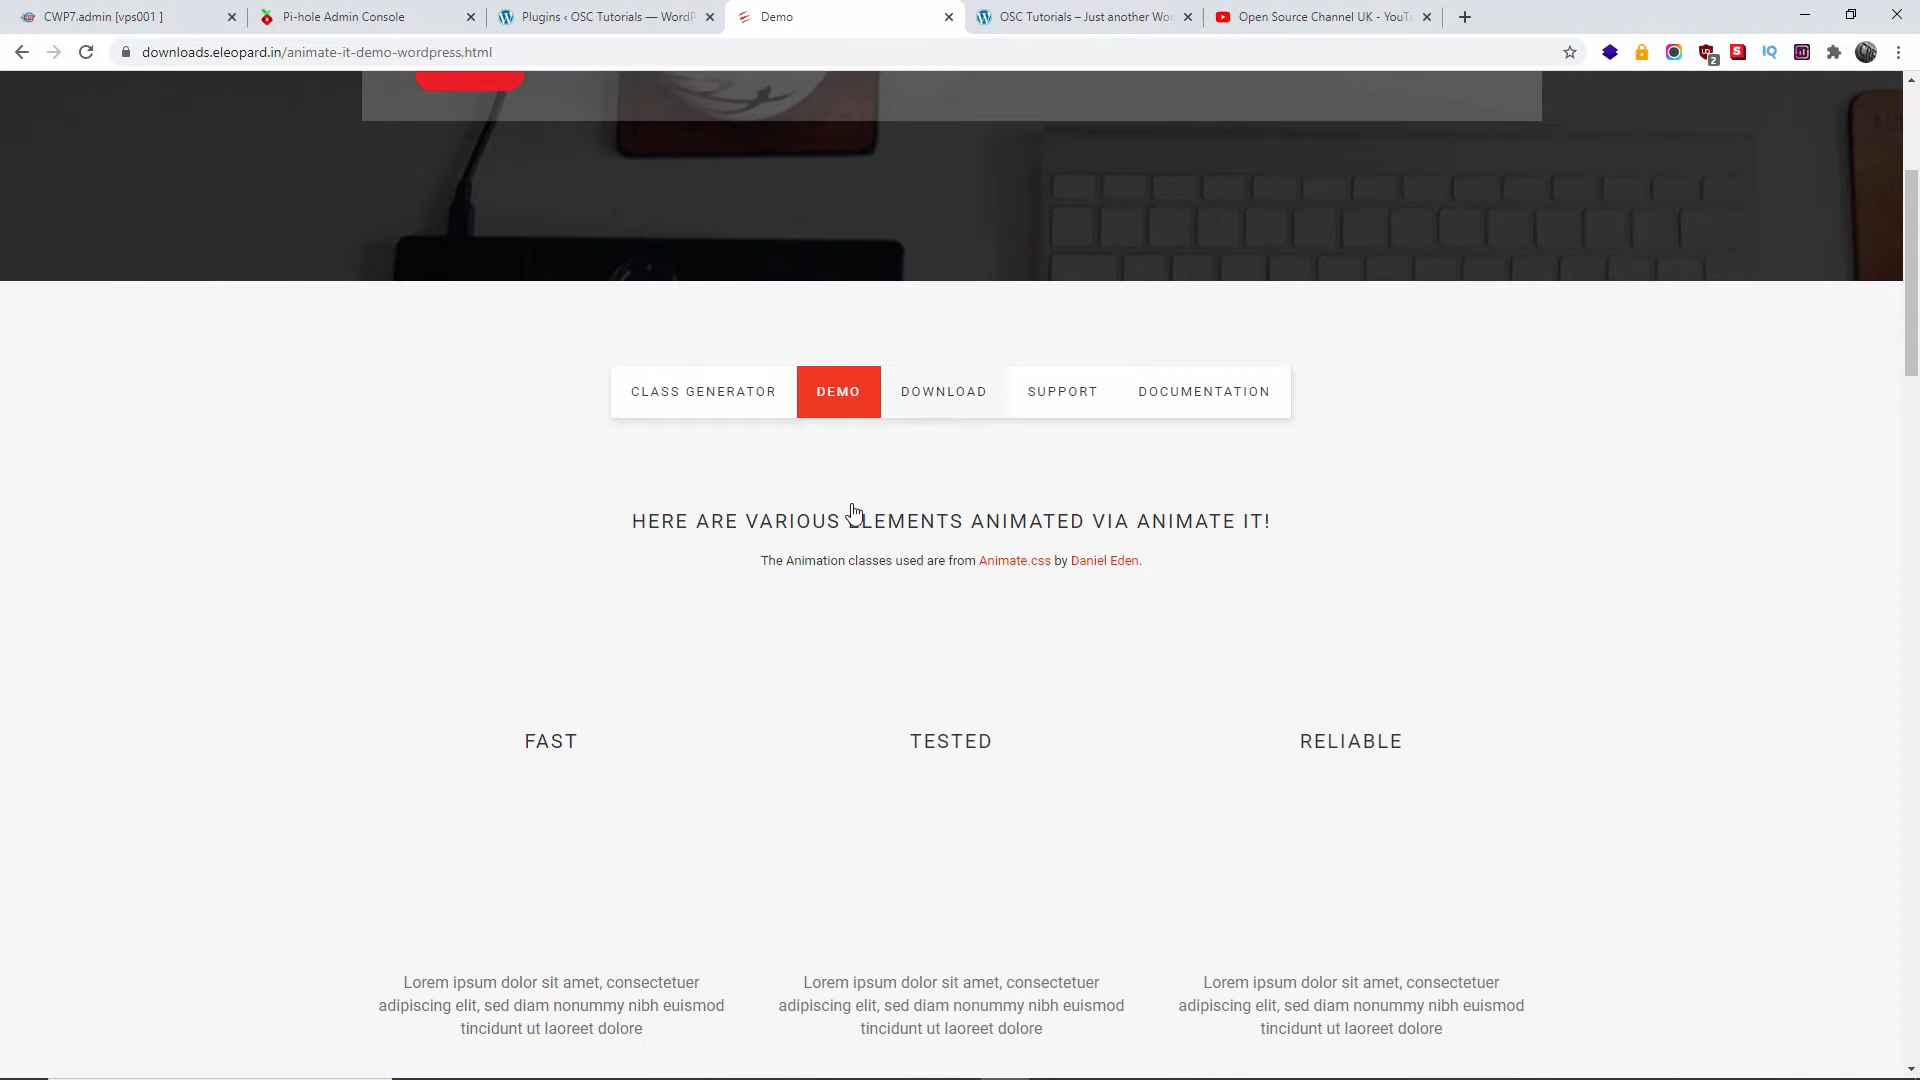 CWP7.admin [vps001 ]
Pi-hole Admin Console
Plugins ‹ OSC Tutorials — WordP
Demo
OSC Tutorials – Just another Wor
Open Source Channel UK - YouTu
downloads.eleopard.in/animate-it-demo-wordpress.html
2
CLASS GENERATOR
DEMO
DOWNLOAD
SUPPORT
DOCUMENTATION
HERE ARE VARIOUS ELEMENTS ANIMATED VIA ANIMATE IT!
The Animation classes used are from Animate.css by Daniel Eden.
FAST
TESTED
RELIABLE
Lorem ipsum dolor sit amet, consectetuer
adipiscing elit, sed diam nonummy nibh euismod
tincidunt ut laoreet dolore
Lorem ipsum dolor sit amet, consectetuer
adipiscing elit, sed diam nonummy nibh euismod
tincidunt ut laoreet dolore
Lorem ipsum dolor sit amet, consectetuer
adipiscing elit, sed diam nonummy nibh euismod
tincidunt ut laoreet dolore